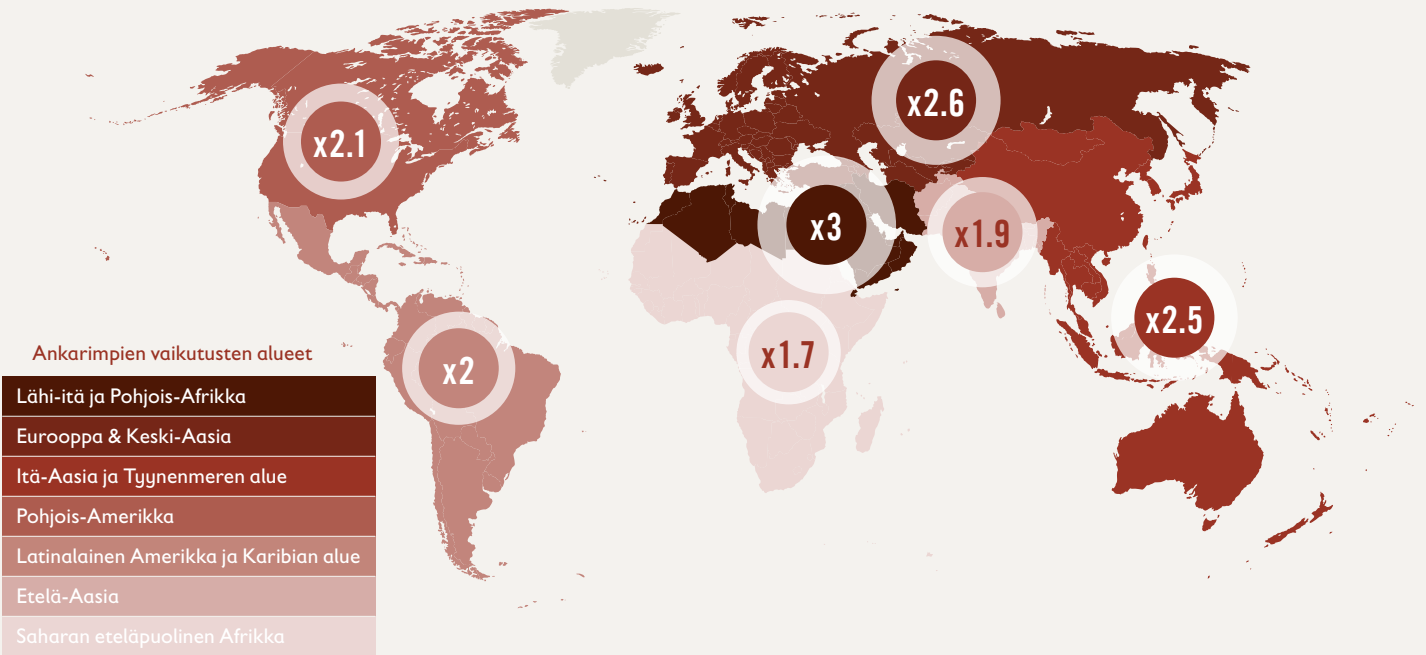 x2.1
x2.6
x3
x1.9
x2.5
x1.7
x2
Ankarimpien vaikutusten alueet
Lähi-itä ja Pohjois-Afrikka
Eurooppa & Keski-Aasia
Itä-Aasia ja Tyynenmeren alue
Pohjois-Amerikka
Latinalainen Amerikka ja Karibian alue
Etelä-Aasia
Saharan eteläpuolinen Afrikka